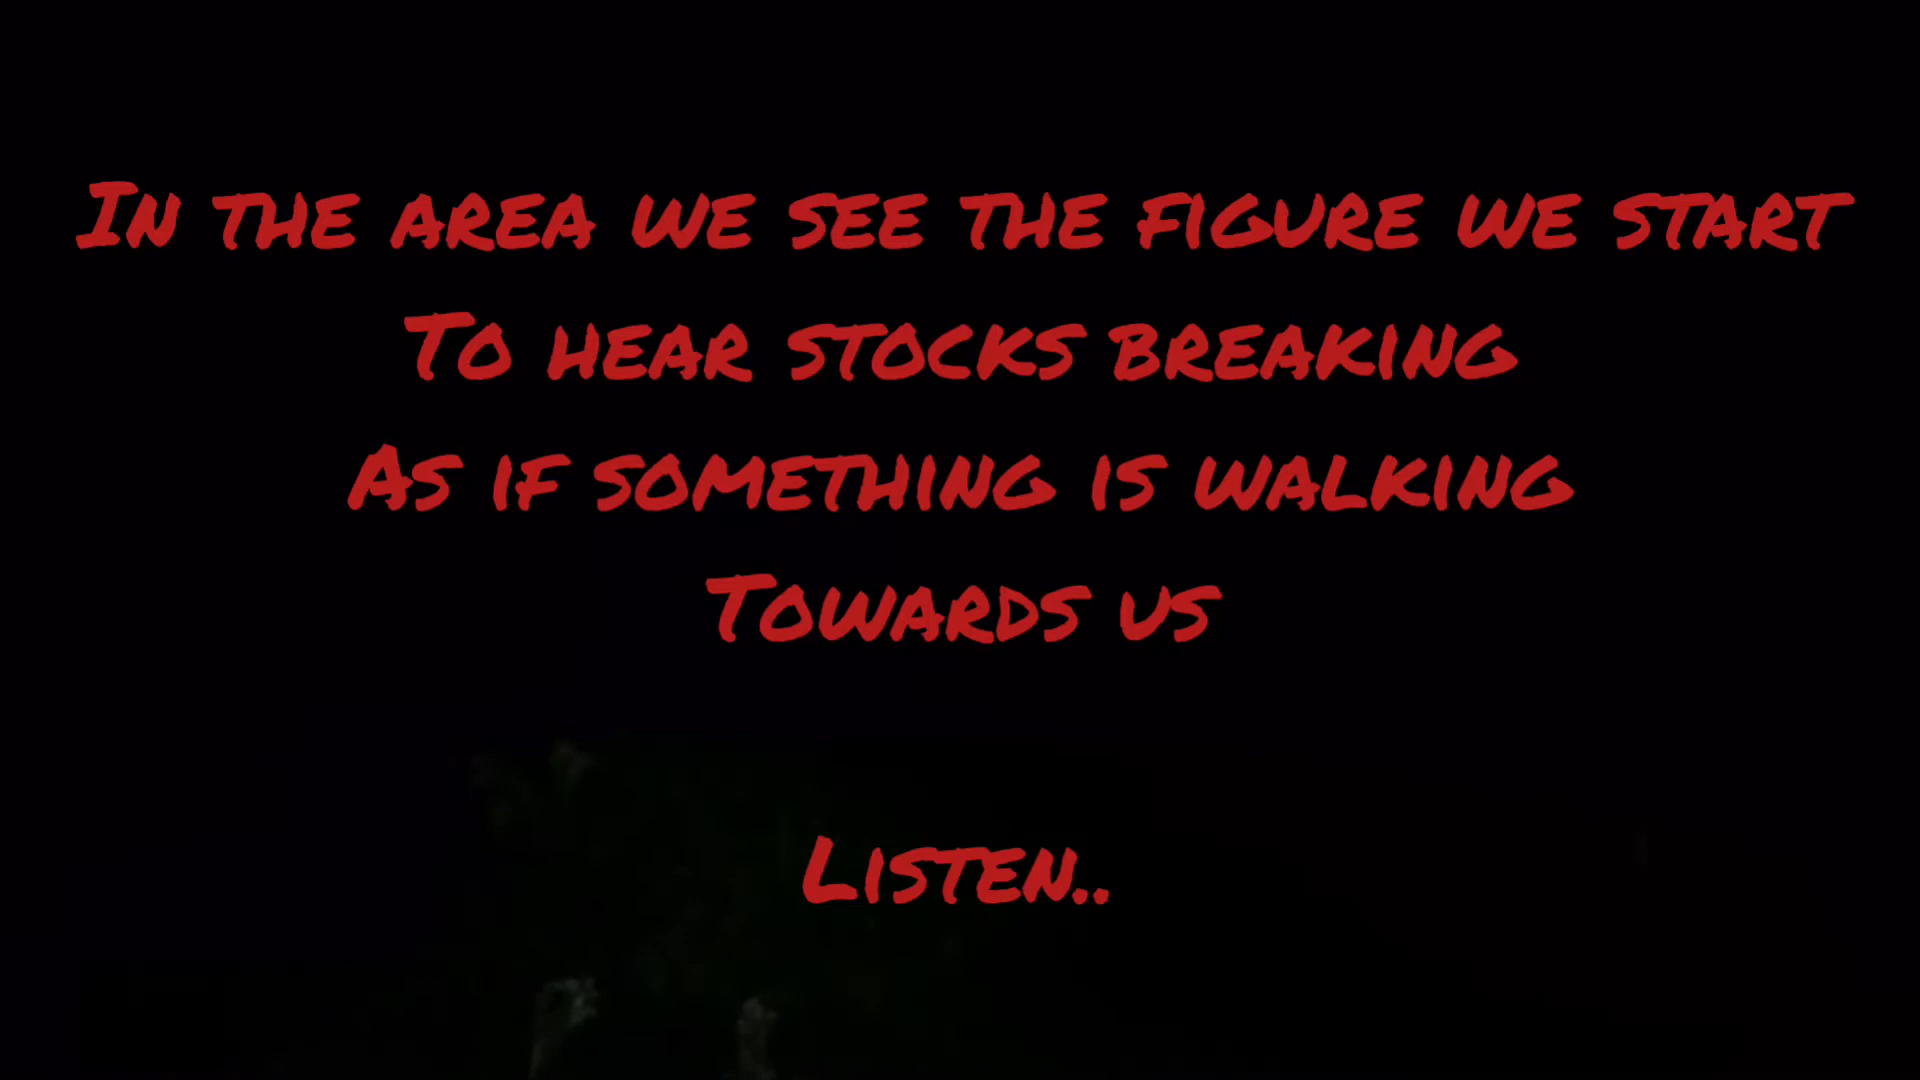 In the area we see the figure we start
To hear stocks breaking
As if something is walking
Towards us
Listen..